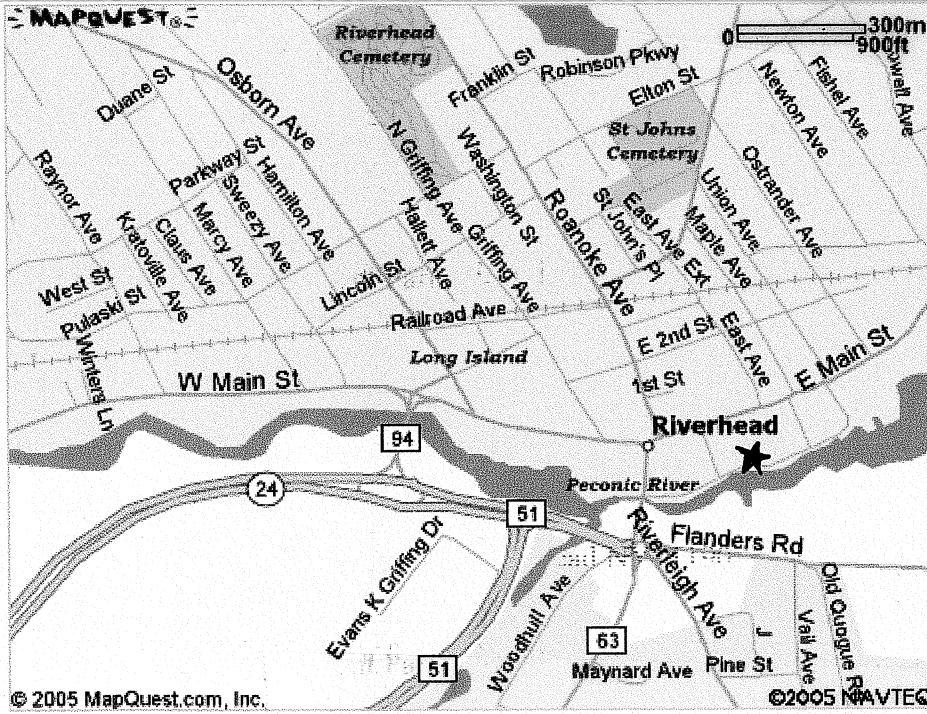 MAPQUEST
300m
0
900ft
Riverhead
Cemetery
Duane St
Osborn Ave
Franklin St
Robinson Pkwy
Elton St
Newton Ave
Fishel Ave
St Johns
Cemetery
Raynor Ave
Parkway St
Hamilton Ave
N Griffing Ave
Washington St
Kratoville Ave
Claus Ave
Marcy Ave
Sweezy Ave
Hallett Ave
Griffing Ave
Roanoke Ave
St John's Pl
East Ave Ext
Maple Ave
Union Ave
Ostrander Ave
West St
Pulaski St
Lincoln St
Railroad Ave
E 2nd St
East Ave
Winters Ln
Long Island
W Main St
1st St
E Main St
Riverhead
94
24
Peconic River
51
Evans K Griffing Dr
Riverleigh Ave
Flanders Rd
Woodhull Ave
63
51
Maynard Ave
Pine St
J
Vail Ave
Old Quogue R
© 2005 MapQuest.com, Inc.
©2005 NAVTEQ